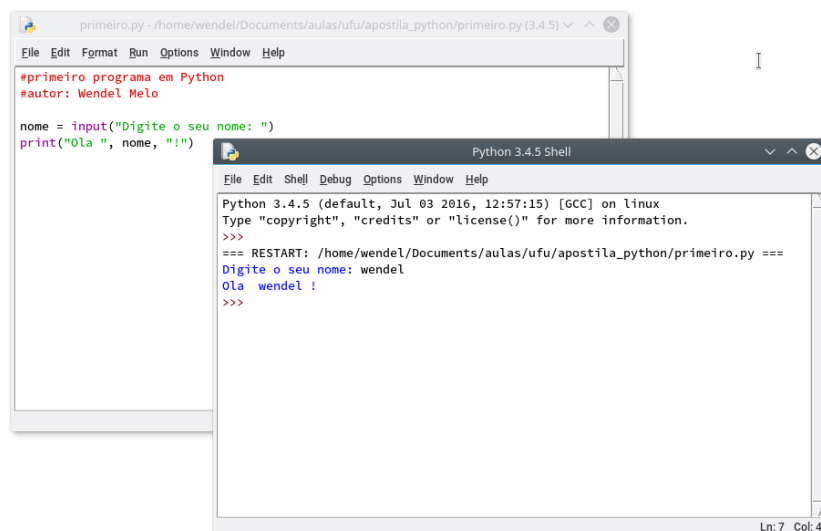 primeiro.py - /home/wendel/Documents/aulas/ufu/apostila_python/primeiro.py (3.4.5)
File Edit Format Run Options Window Help
#primeiro programa em Python
#autor: Wendel Melo
nome = input("Digite o seu nome: ")
print("Ola ", nome, "!")
Python 3.4.5 Shell
File Edit Shell Debug Options Window Help
Python 3.4.5 (default, Jul 03 2016, 12:57:15) [GCC] on linux
Type "copyright", "credits" or "license()" for more information.
>>>
=== RESTART: /home/wendel/Documents/aulas/ufu/apostila_python/primeiro.py ===
Digite o seu nome: wendel
Ola  wendel !
>>>
Ln: 7 Col: 4